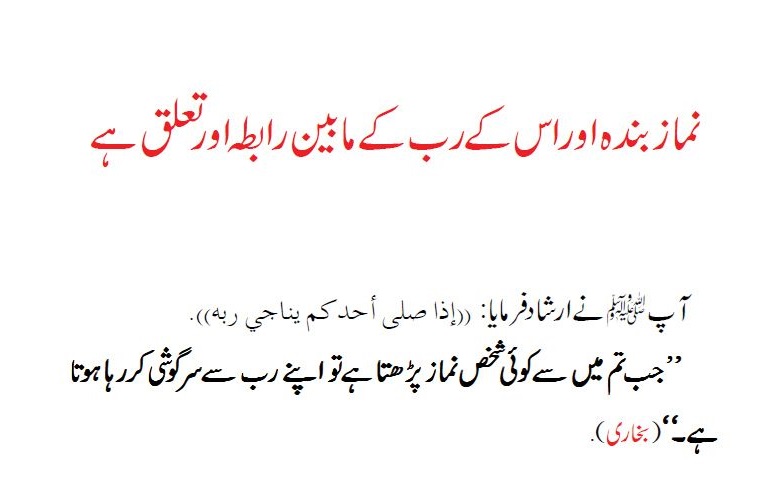 نماز بندہ اور اس کے رب کے مابین رابطہ اور تعلق ہے
آپ ﷺ نے ارشاد فرمایا: ((إذا صلى أحدكم يناجي ربه)).
’’جب تم میں سے کوئی شخص نماز پڑھتا ہے تو اپنے رب سے سرگوشی کر رہا ہوتا
ہے۔‘‘ (بخاری).